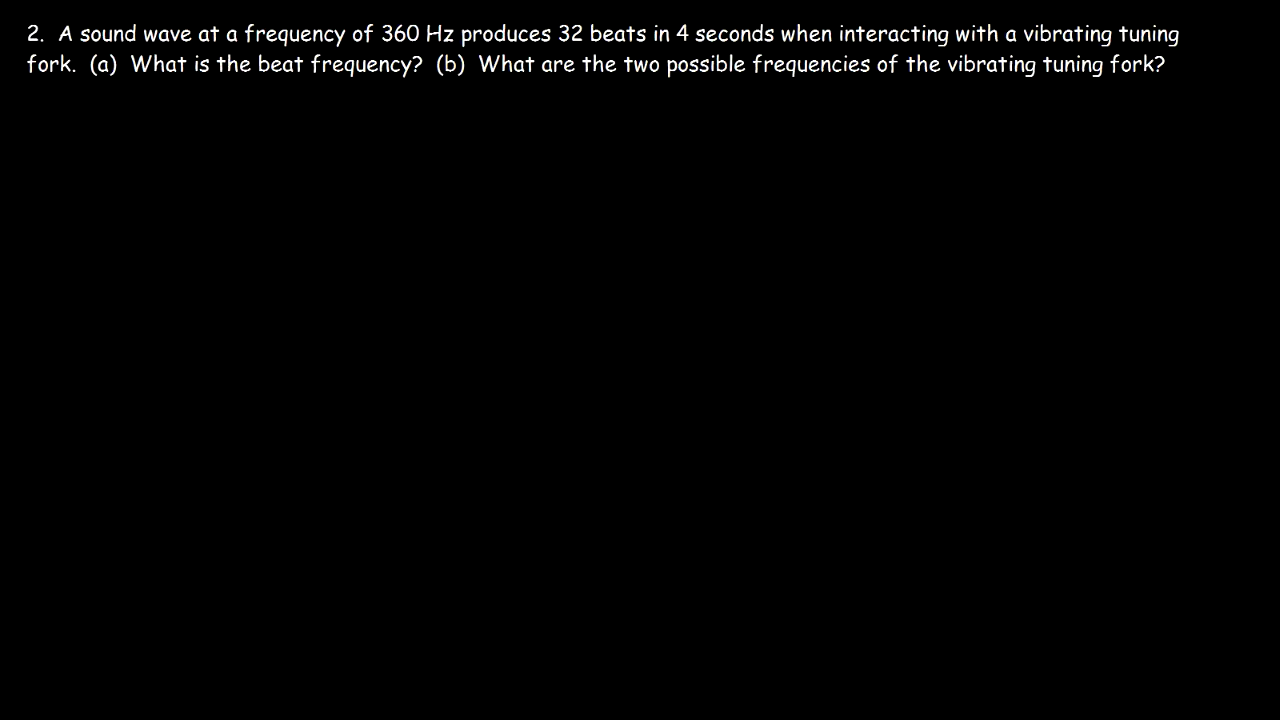 2.  A sound wave at a frequency of 360 Hz produces 32 beats in 4 seconds when interacting with a vibrating tuning
fork.  (a)  What is the beat frequency?  (b)  What are the two possible frequencies of the vibrating tuning fork?